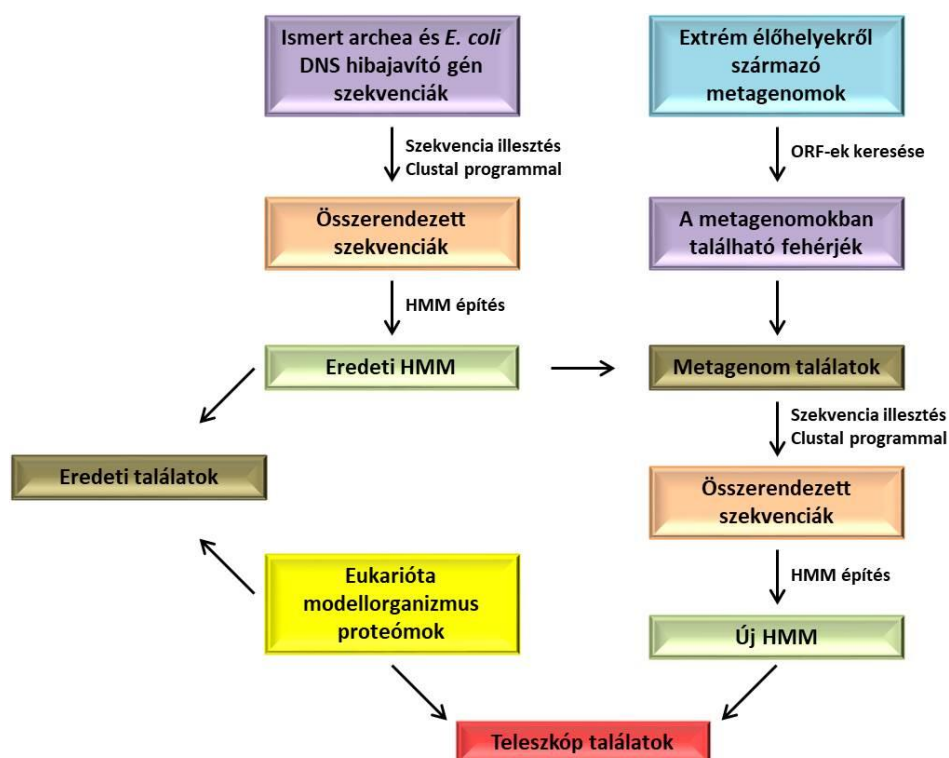 Ismert archea és E. coli
DNS hibajavító gén
szekvenciák
Extrém élőhelyekről
származó
metagenomok
Szekvencia illesztés
Clustal programmal
ORF-ek keresése
Összerendezett
szekvenciák
A metagenomokban
található fehérjék
HMM építés
Eredeti HMM
Metagenom találatok
Szekvencia illesztés
Clustal programmal
Eredeti találatok
Összerendezett
szekvenciák
Eukarióta
modellorganizmus
proteómok
HMM építés
Új HMM
Teleszkóp találatok